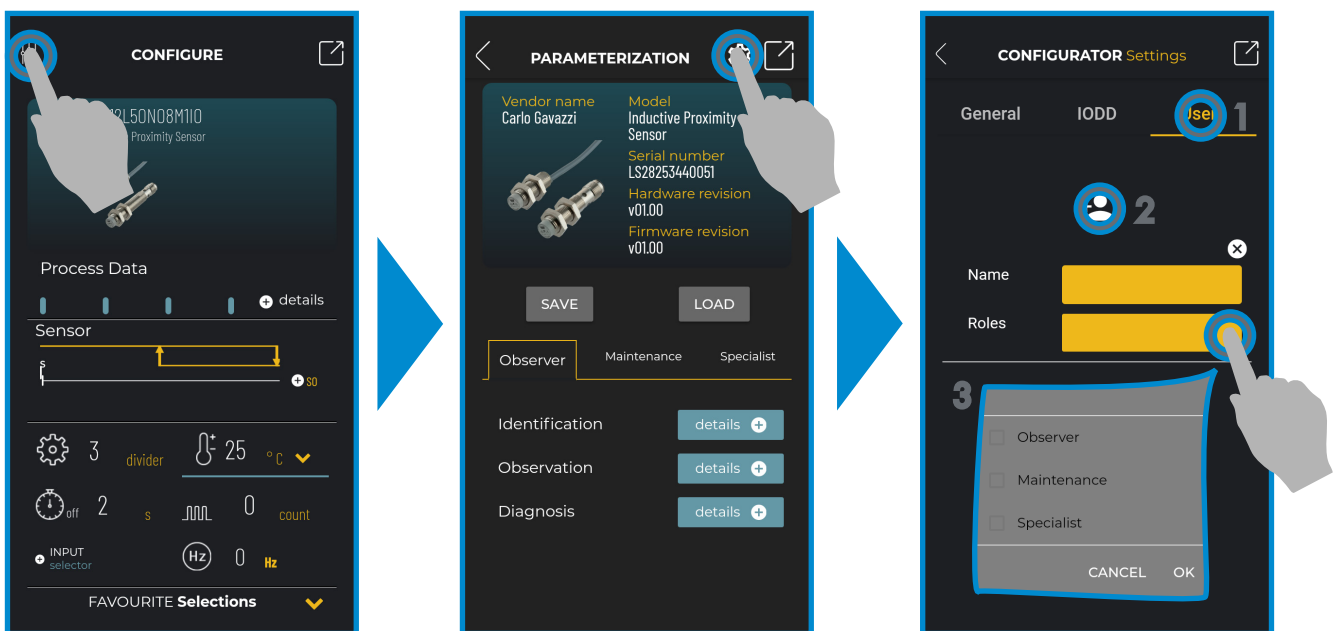 CONFIGURE
Proximity Sensor
Process Data
details
Sensor
so
3 divider 25 °C
off 2 s 0 count
INPUT
selector
Hz 0 Hz
FAVOURITE Selections
PARAMETERIZATION
Vendor name
Carlo Gavazzi
Model
Inductive Proximity
Sensor
Serial number
LS28253440051
Hardware revision
v01.00
Firmware revision
v01.00
SAVE LOAD
Observer Maintenance Specialist
Identification details
Observation details
Diagnosis details
CONFIGURATOR Settings
General IODD User 1
2
Name
Roles
3
Observer
Maintenance
Specialist
CANCEL OK